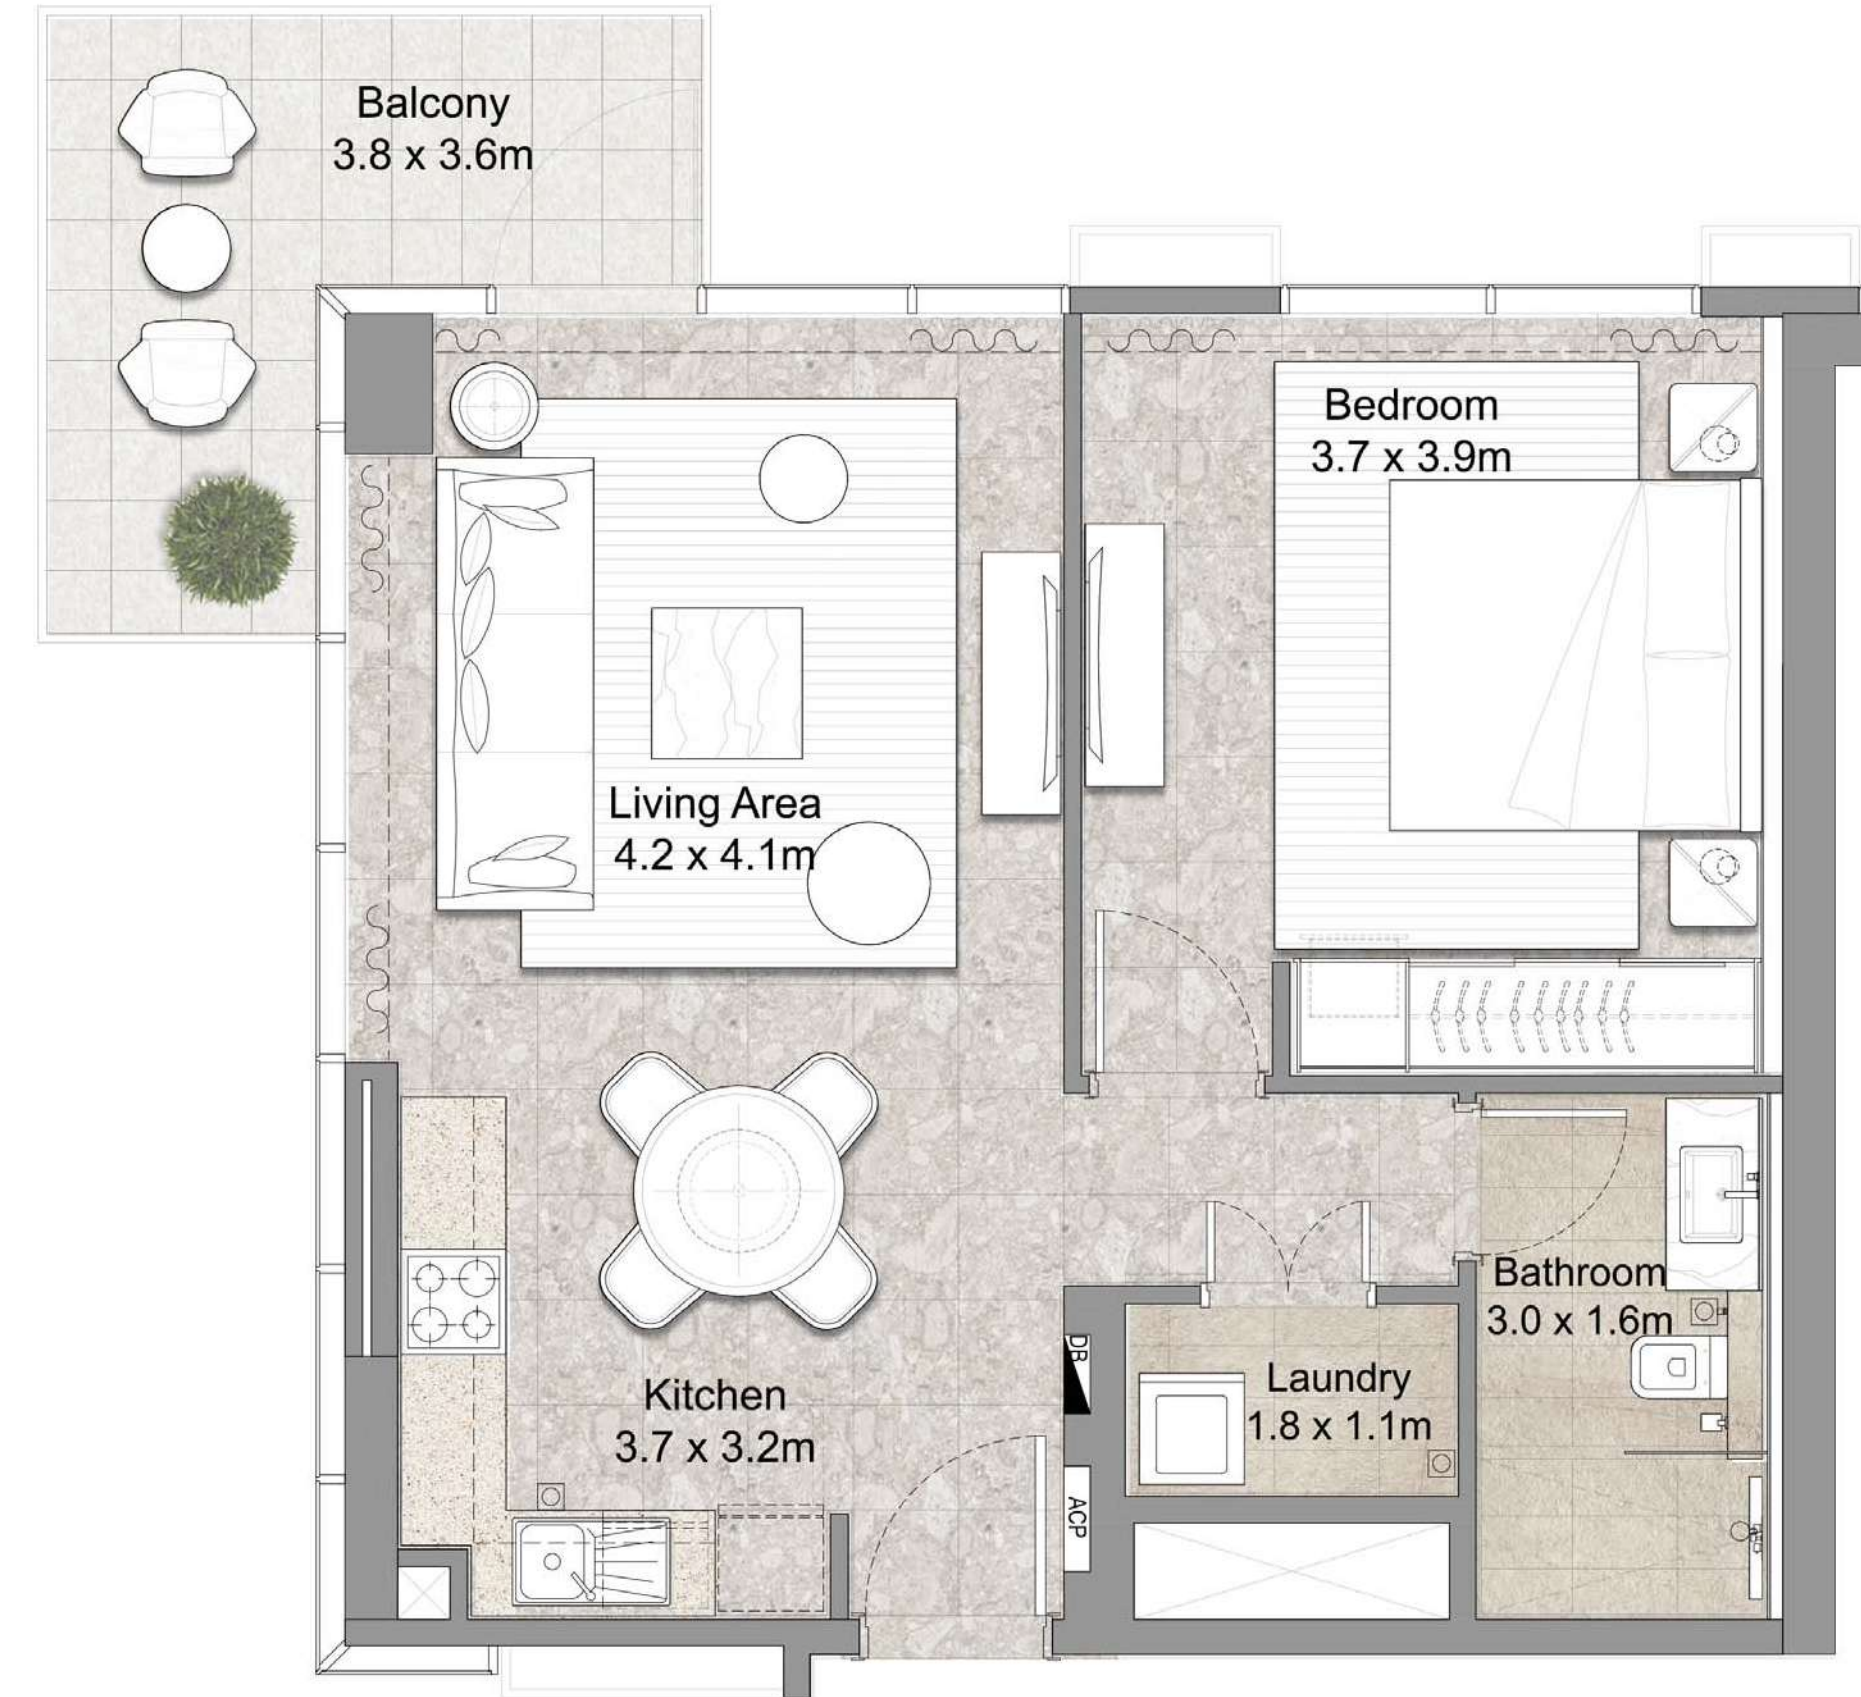 Balcony
3.8 x 3.6m
Bedroom
3.7 x 3.9m
Living Area
4.2 x 4.1m
Bathroom
3.0 x 1.6m
DB
Laundry
1.8 x 1.1m
Kitchen
3.7 x 3.2m
ACP